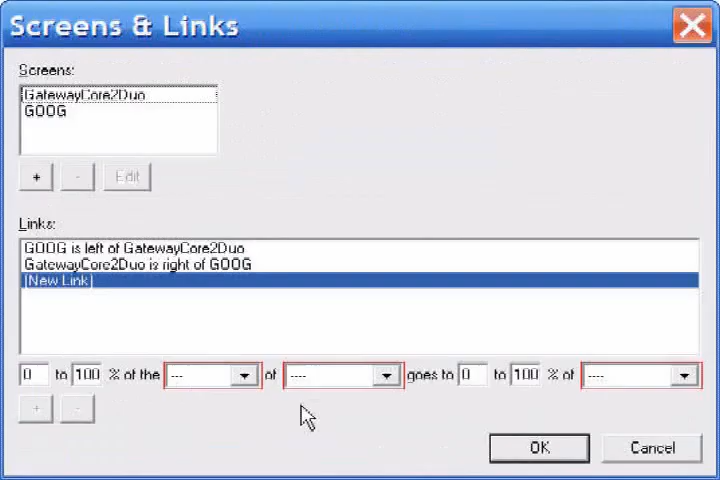 Screens & Links
Screens:
GatewayCore2Duo
GOOG
+ - Edit
Links:
GOOG is left of GatewayCore2Duo
GatewayCore2Duo is right of GOOG
[New Link]
0 to 100 % of the --- of ---- goes to 0 to 100 % of ----
+ -
OK Cancel